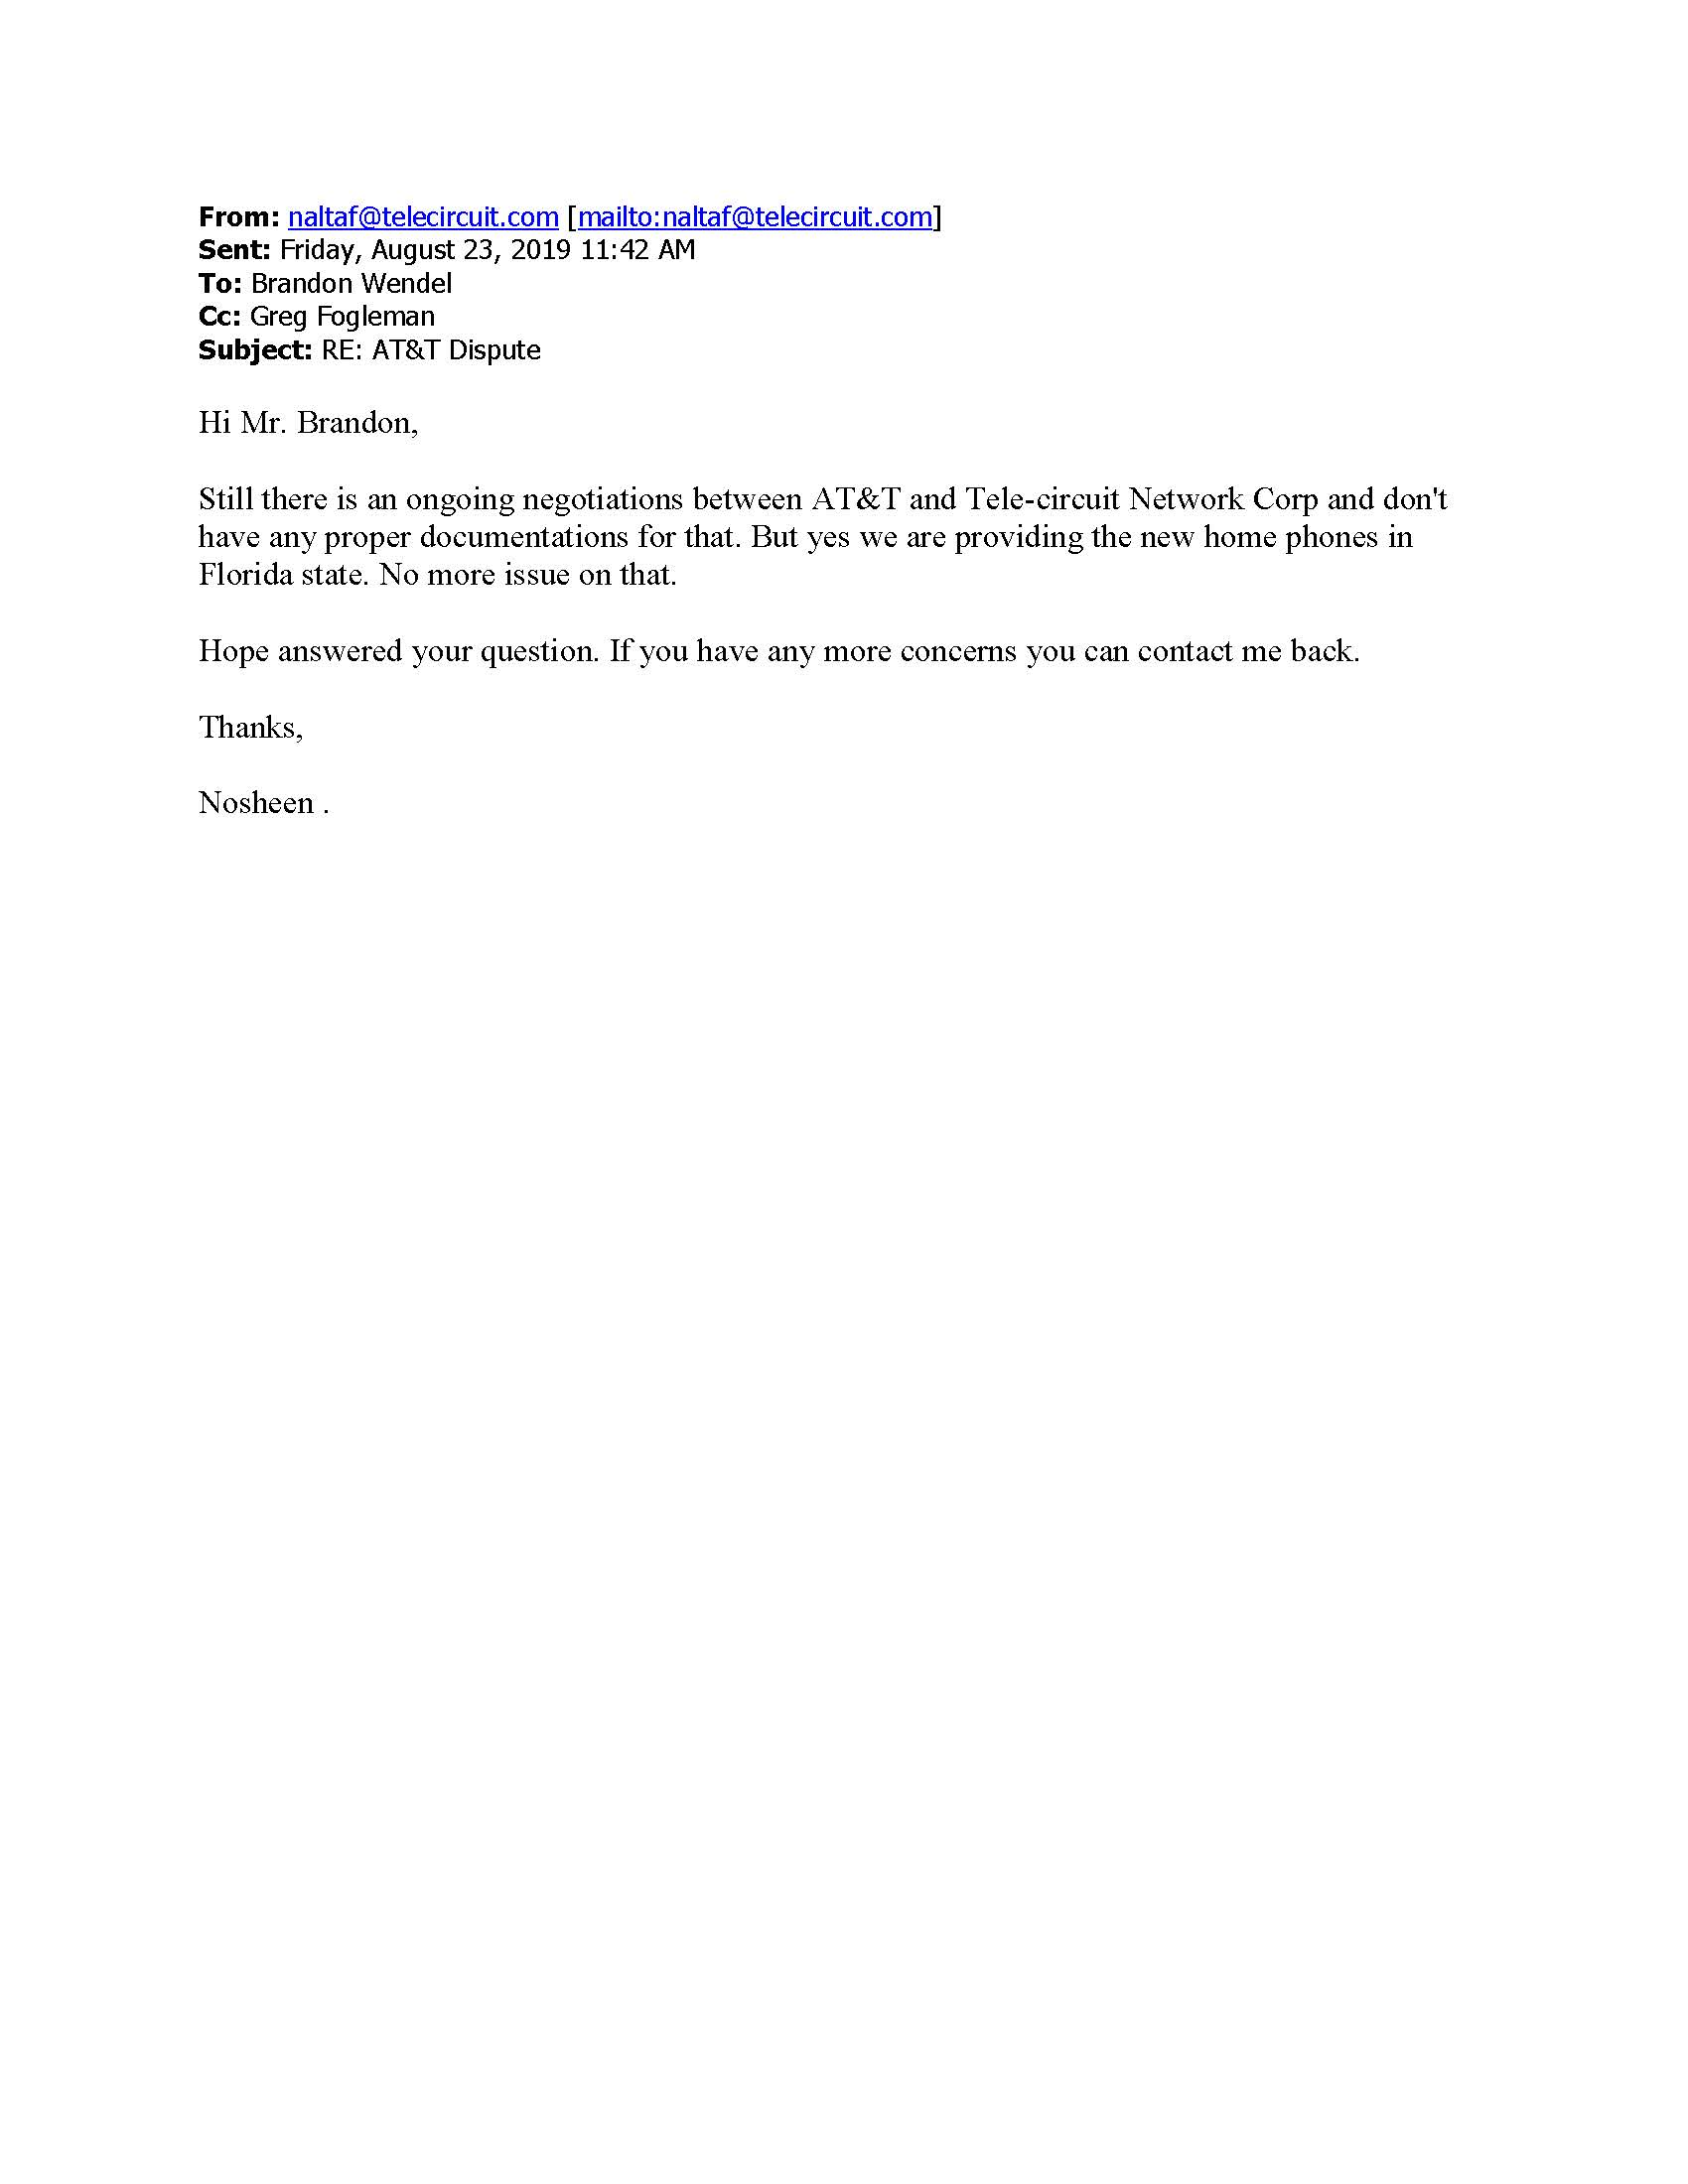 From: naltaf@telecircuit.com [mailto:naltaf@telecircuit.com]
Sent: Friday, August 23, 2019 11:42 AM
To: Brandon Wendel
Cc: Greg Fogleman
Subject: RE: AT&T Dispute
Hi Mr. Brandon,
Still there is an ongoing negotiations between AT&T and Tele-circuit Network Corp and don't
have any proper documentations for that. But yes we are providing the new home phones in
Florida state. No more issue on that.
Hope answered your question. If you have any more concerns you can contact me back.
Thanks,
Nosheen .